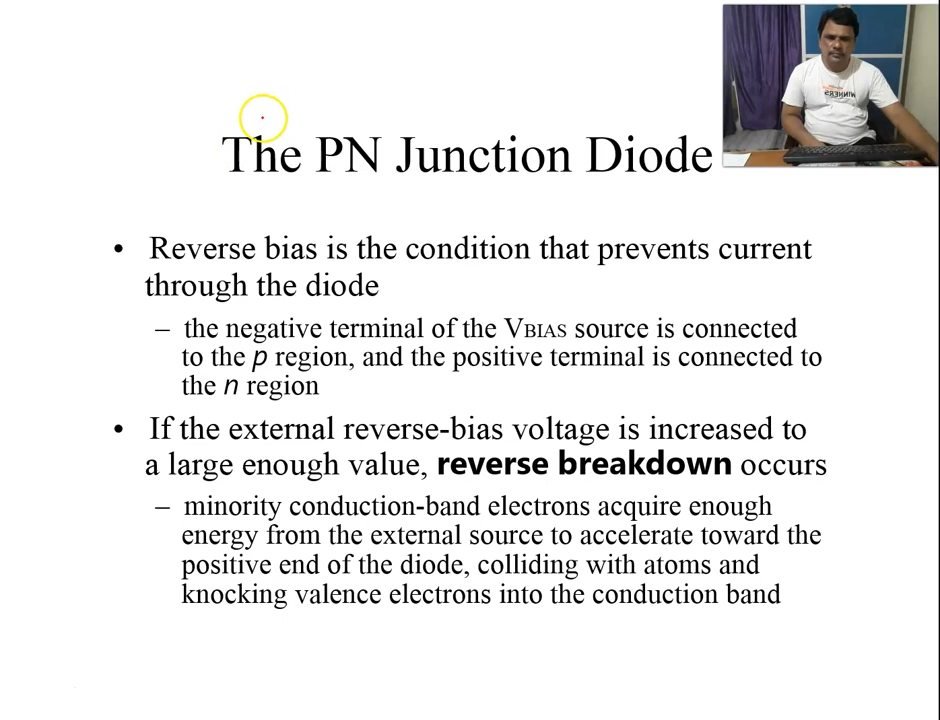 WINNERS
The PN Junction Diode
• Reverse bias is the condition that prevents current
through the diode
– the negative terminal of the VBIAS source is connected
to the p region, and the positive terminal is connected to
the n region
• If the external reverse-bias voltage is increased to
a large enough value, reverse breakdown occurs
– minority conduction-band electrons acquire enough
energy from the external source to accelerate toward the
positive end of the diode, colliding with atoms and
knocking valence electrons into the conduction band